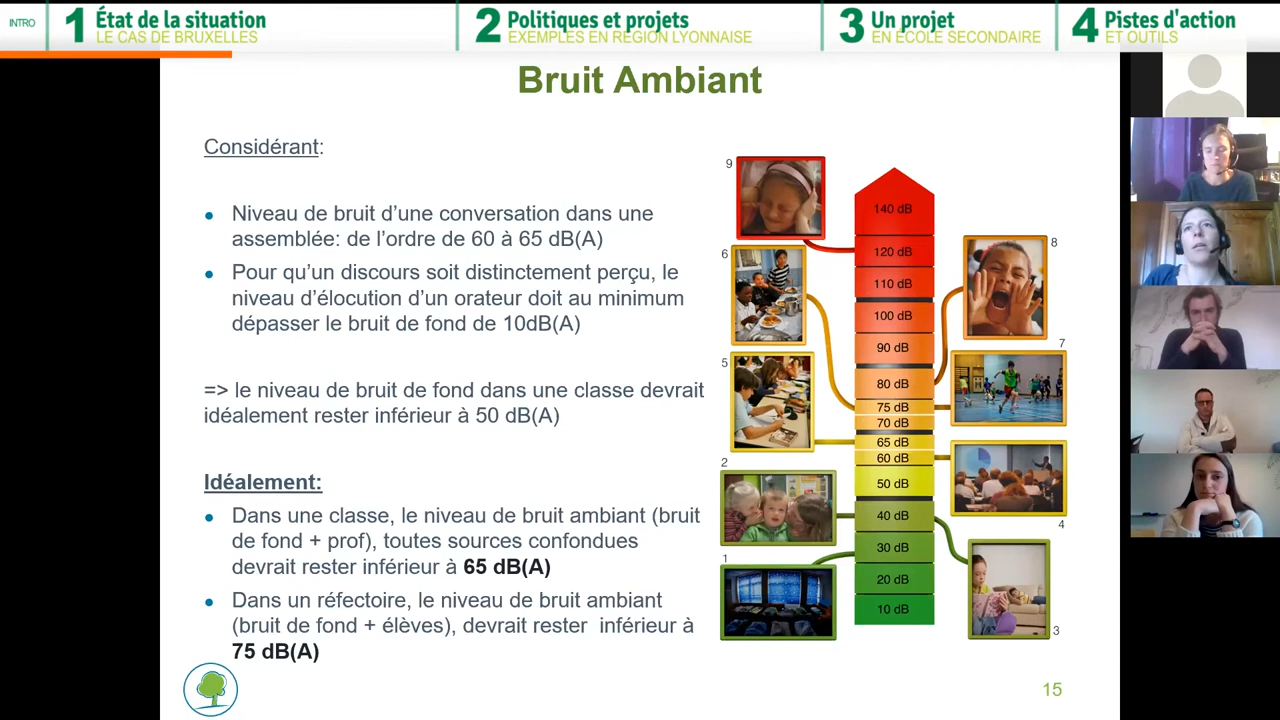 INTRO
1 État de la situation
LE CAS DE BRUXELLES
2 Politiques et projets
EXEMPLES EN RÉGION LYONNAISE
3 Un projet
EN ÉCOLE SECONDAIRE
4 Pistes d'action
ET OUTILS
Bruit Ambiant
Considérant:
• Niveau de bruit d'une conversation dans une
assemblée: de l'ordre de 60 à 65 dB(A)
• Pour qu'un discours soit distinctement perçu, le
niveau d'élocution d'un orateur doit au minimum
dépasser le bruit de fond de 10dB(A)
=> le niveau de bruit de fond dans une classe devrait
idéalement rester inférieur à 50 dB(A)
Idéalement:
• Dans une classe, le niveau de bruit ambiant (bruit
de fond + prof), toutes sources confondues
devrait rester inférieur à 65 dB(A)
• Dans un réfectoire, le niveau de bruit ambiant
(bruit de fond + élèves), devrait rester inférieur à
75 dB(A)
9
6
5
2
1
140 dB
120 dB
110 dB
100 dB
90 dB
80 dB
75 dB
70 dB
65 dB
60 dB
50 dB
40 dB
30 dB
20 dB
10 dB
8
7
4
3
15